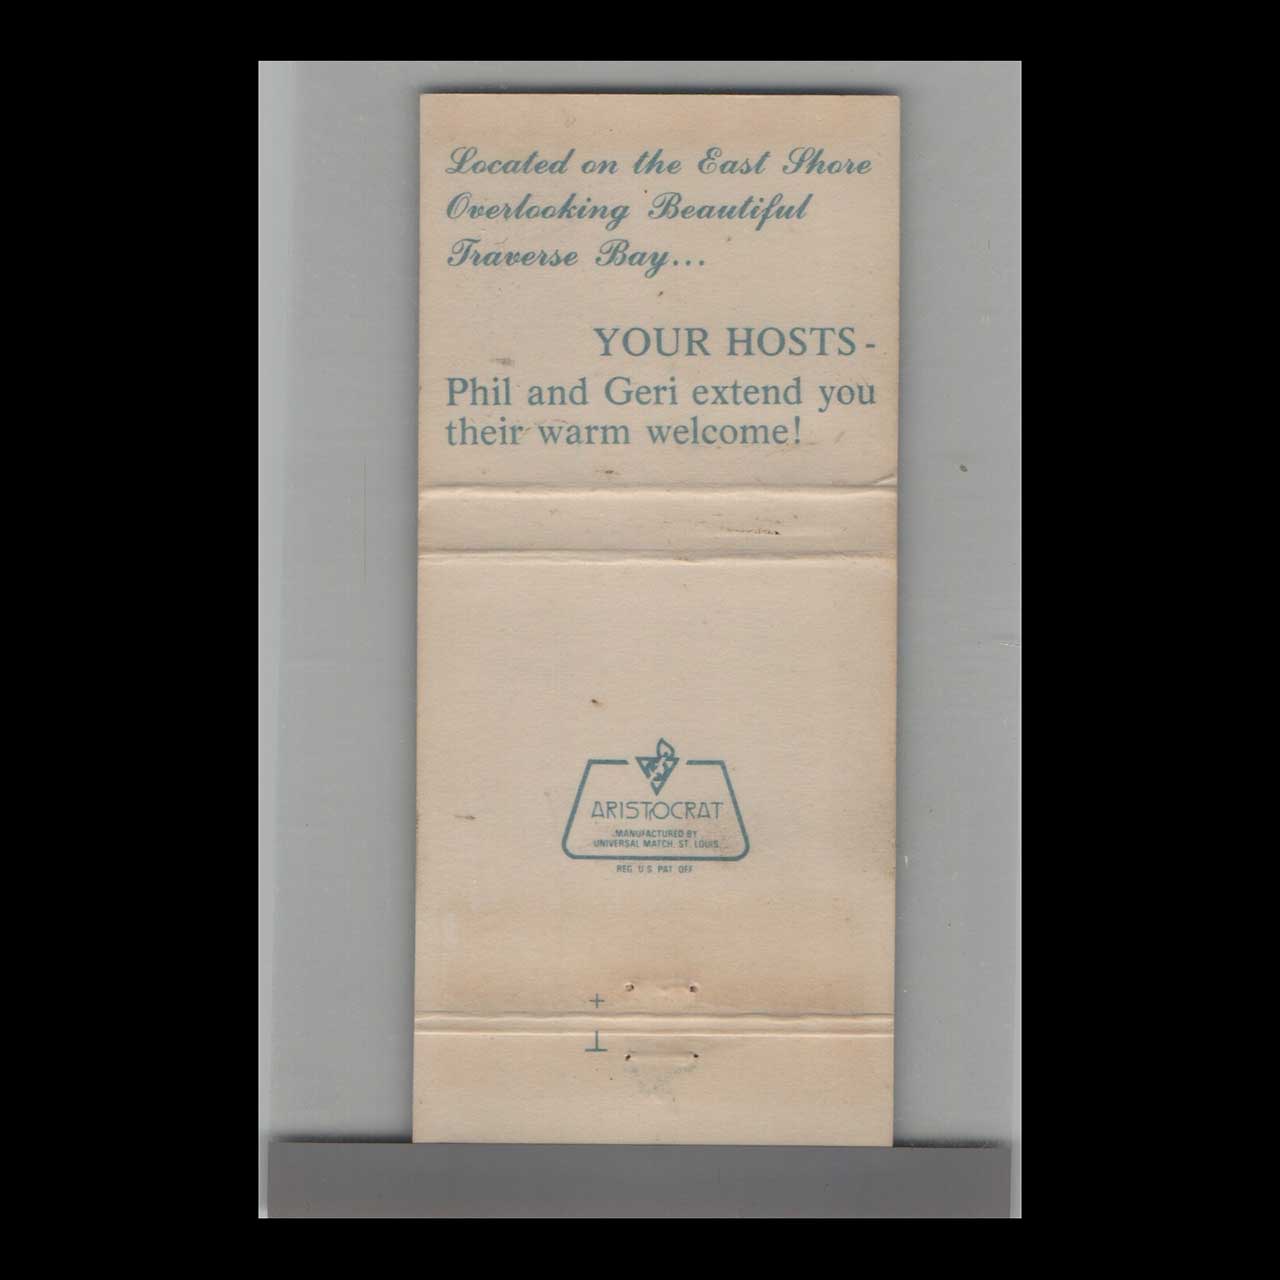 Located on the East Shore
Overlooking Beautiful
Traverse Bay...
YOUR HOSTS-
Phil and Geri extend you
their warm welcome!
ARISTOCRAT
MANUFACTURED BY
UNIVERSAL MATCH, ST. LOUIS
REG. U.S. PAT. OFF.